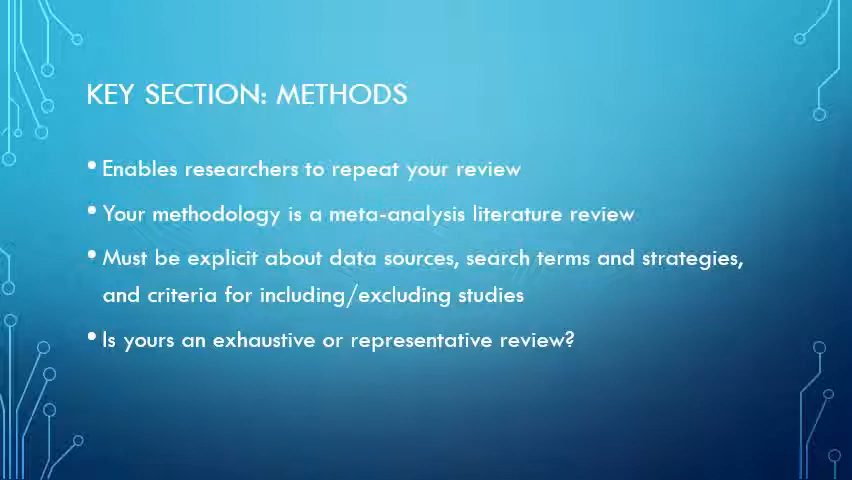 KEY SECTION: METHODS
• Enables researchers to repeat your review
• Your methodology is a meta-analysis literature review
• Must be explicit about data sources, search terms and strategies,
and criteria for including/excluding studies
• Is yours an exhaustive or representative review?